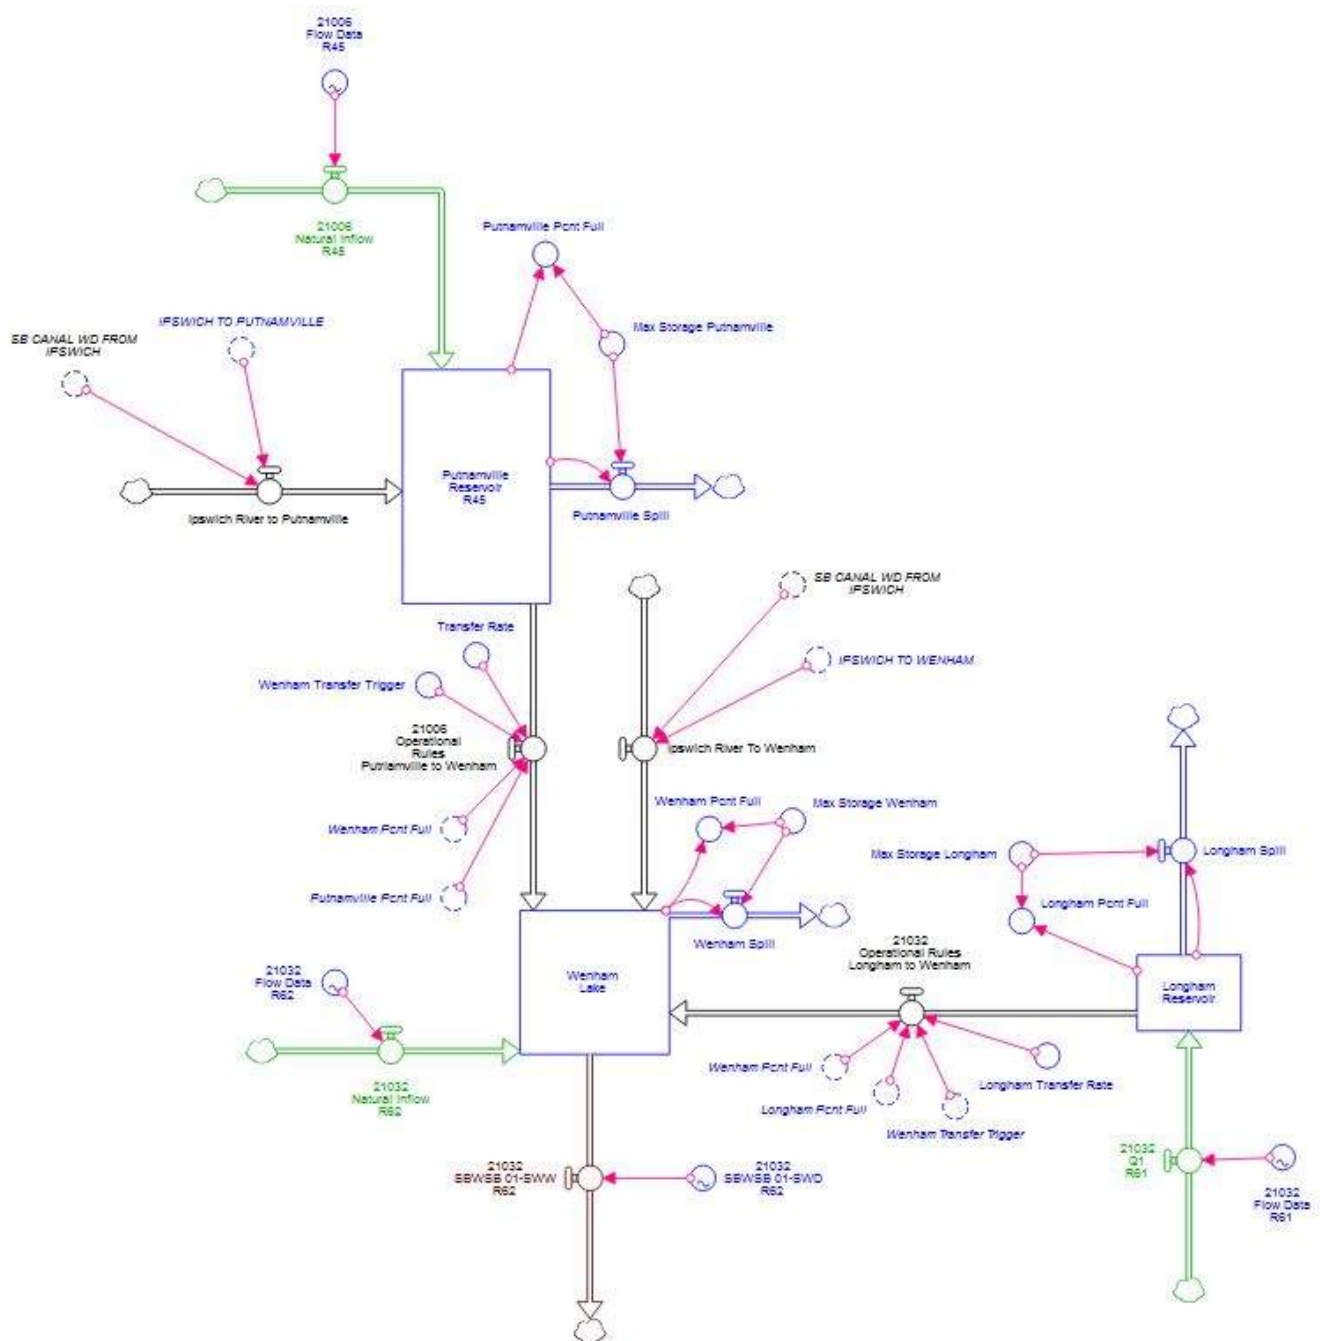 21006
Flow Data
R45
21006
Natural Inflow
R45
Putnamville Pcnt Full
Max Storage Putnamville
IPSWICH TO PUTNAMVILLE
SB CANAL WD FROM
IPSWICH
Putnamville
Reservoir
R45
Ipswich River to Putnamville
Putnamville Spill
SB CANAL WD FROM
IPSWICH
Transfer Rate
IPSWICH TO WENHAM
Wenham Transfer Trigger
21006
Operational
Rules
Putnamville to Wenham
Ipswich River To Wenham
Wenham Pcnt Full
Max Storage Wenham
Wenham Pcnt Full
Putnamville Pcnt Full
Max Storage Longham
Longham Spill
Longham Pcnt Full
Wenham Spill
21032
Operational Rules
Longham to Wenham
Wenham
Lake
Longham
Reservoir
21032
Flow Data
R62
21032
Natural Inflow
R62
Wenham Pcnt Full
Longham Pcnt Full
Wenham Transfer Trigger
Longham Transfer Rate
21032
SBWSB 01-SWW
R62
21032
SBWSB 01-SWD
R62
21032
Q1
R61
21032
Flow Data
R61